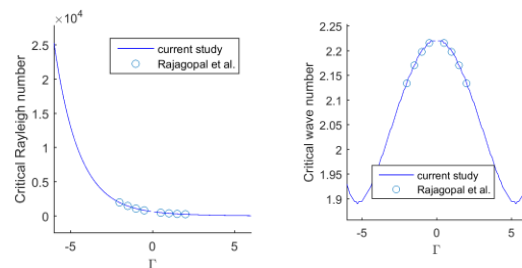 ×10⁴
2.5
2
1.5
1
0.5
0
-5
0
5
Γ
Critical Rayleigh number
current study
Rajagopal et al.
2.25
2.2
2.15
2.1
2.05
2
1.95
1.9
-5
0
5
Γ
Critical wave number
current study
Rajagopal et al.